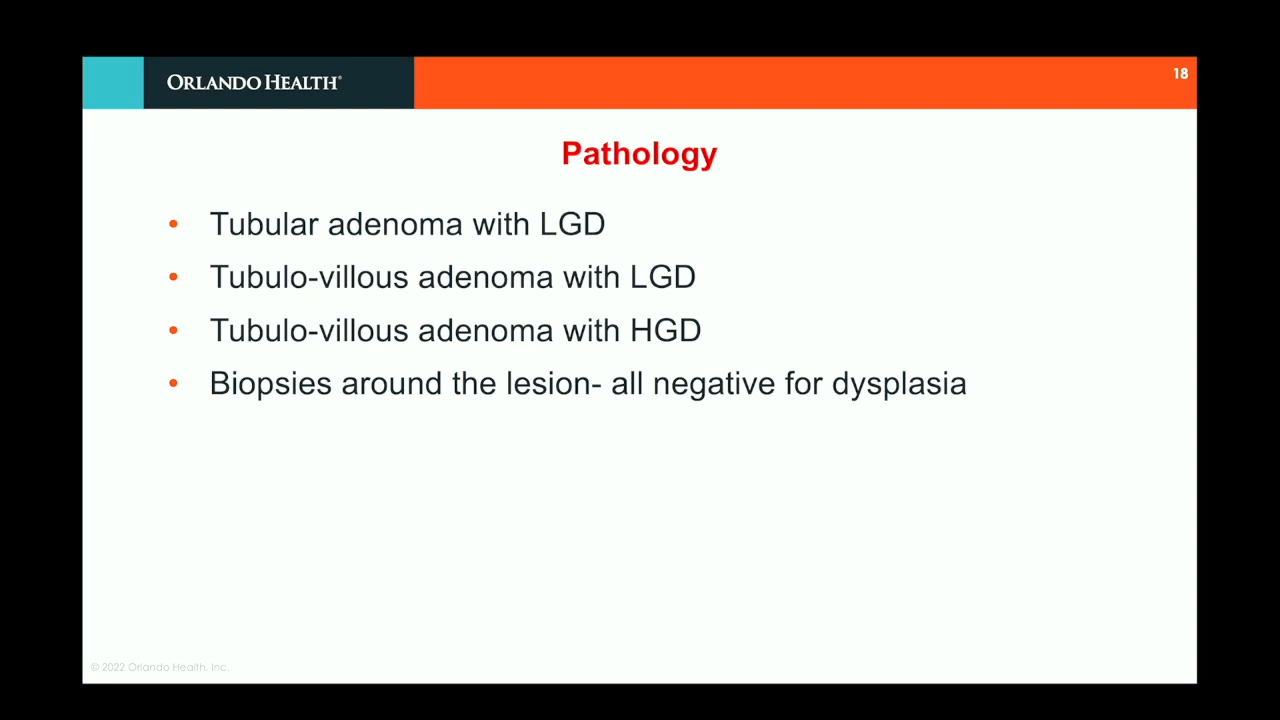 ORLANDO HEALTH®
18
Pathology
• Tubular adenoma with LGD
• Tubulo-villous adenoma with LGD
• Tubulo-villous adenoma with HGD
• Biopsies around the lesion- all negative for dysplasia
© 2022 Orlando Health, Inc.